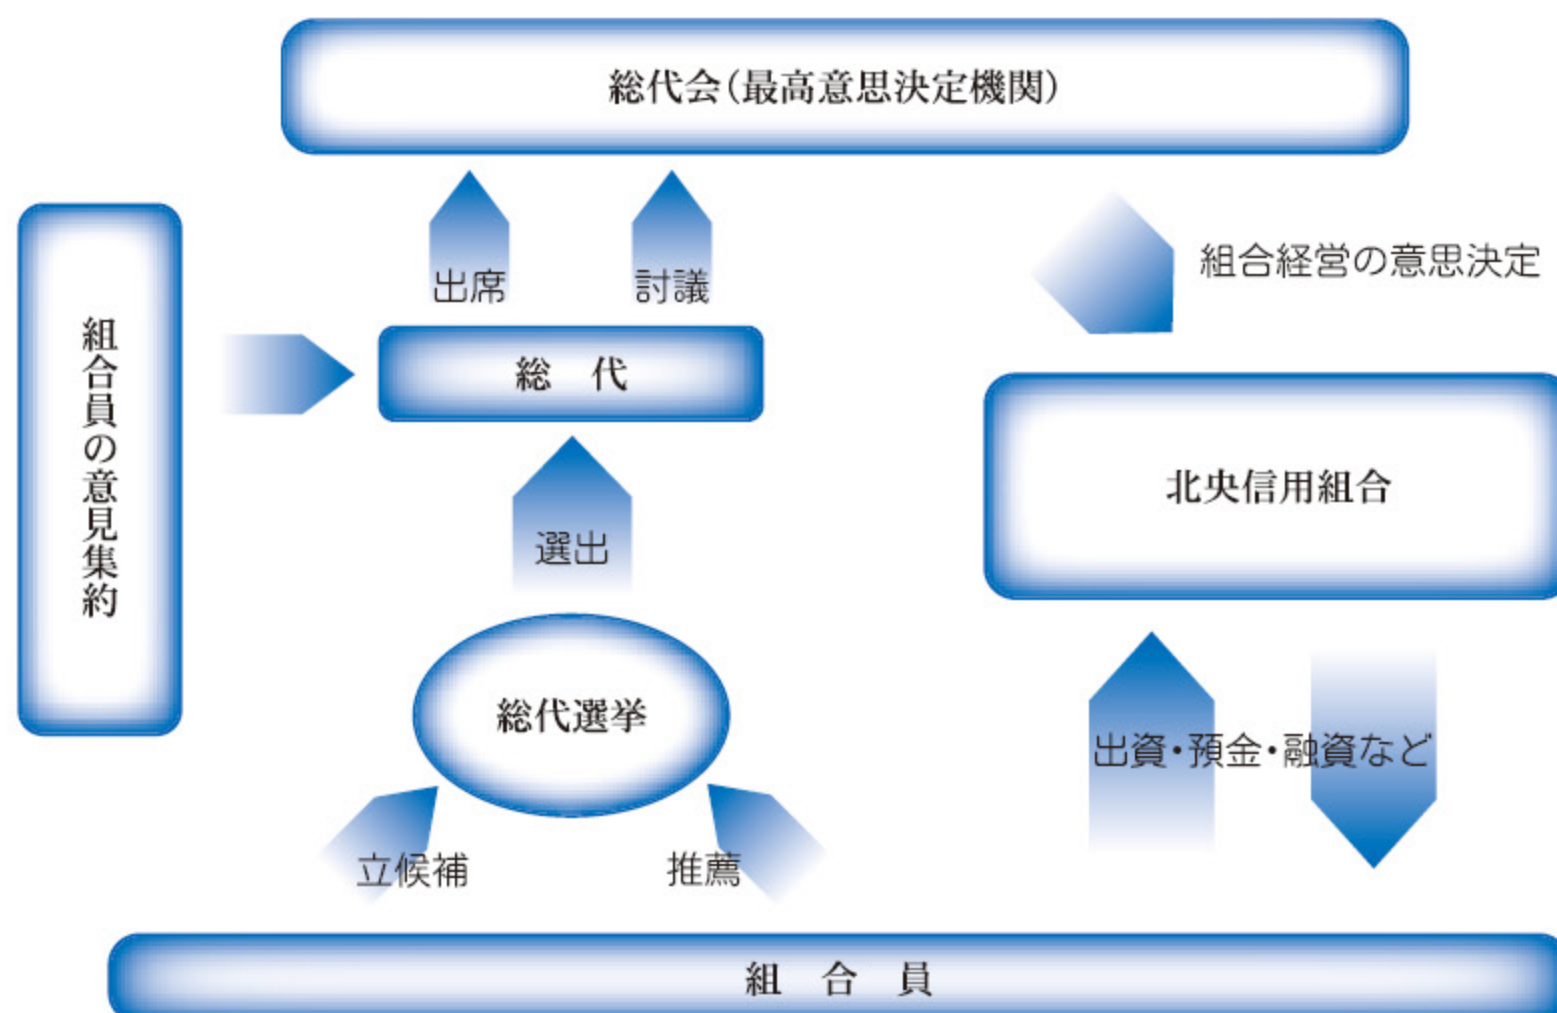 総代会(最高意思決定機関)
出席
討議
組合経営の意思決定
組合員の意見集約
総 代
北央信用組合
選出
総代選挙
出資・預金・融資など
立候補
推薦
組 合 員